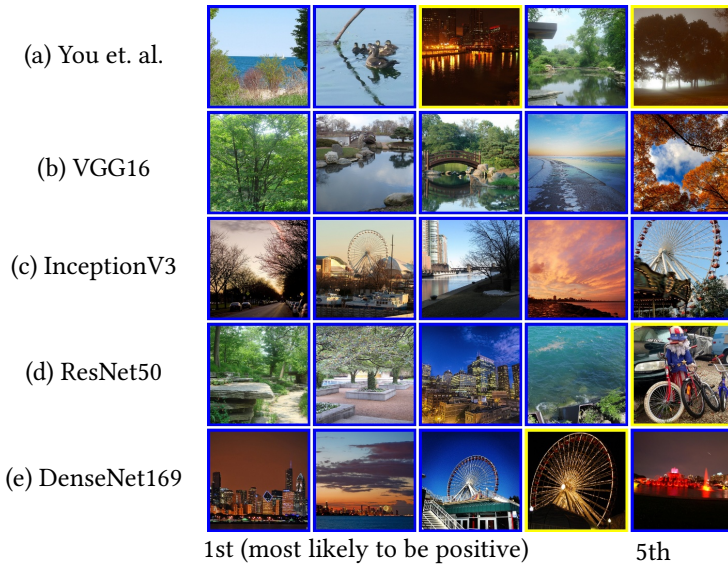 (a) You et. al.
(b) VGG16
(c) InceptionV3
(d) ResNet50
(e) DenseNet169
1st (most likely to be positive) 5th